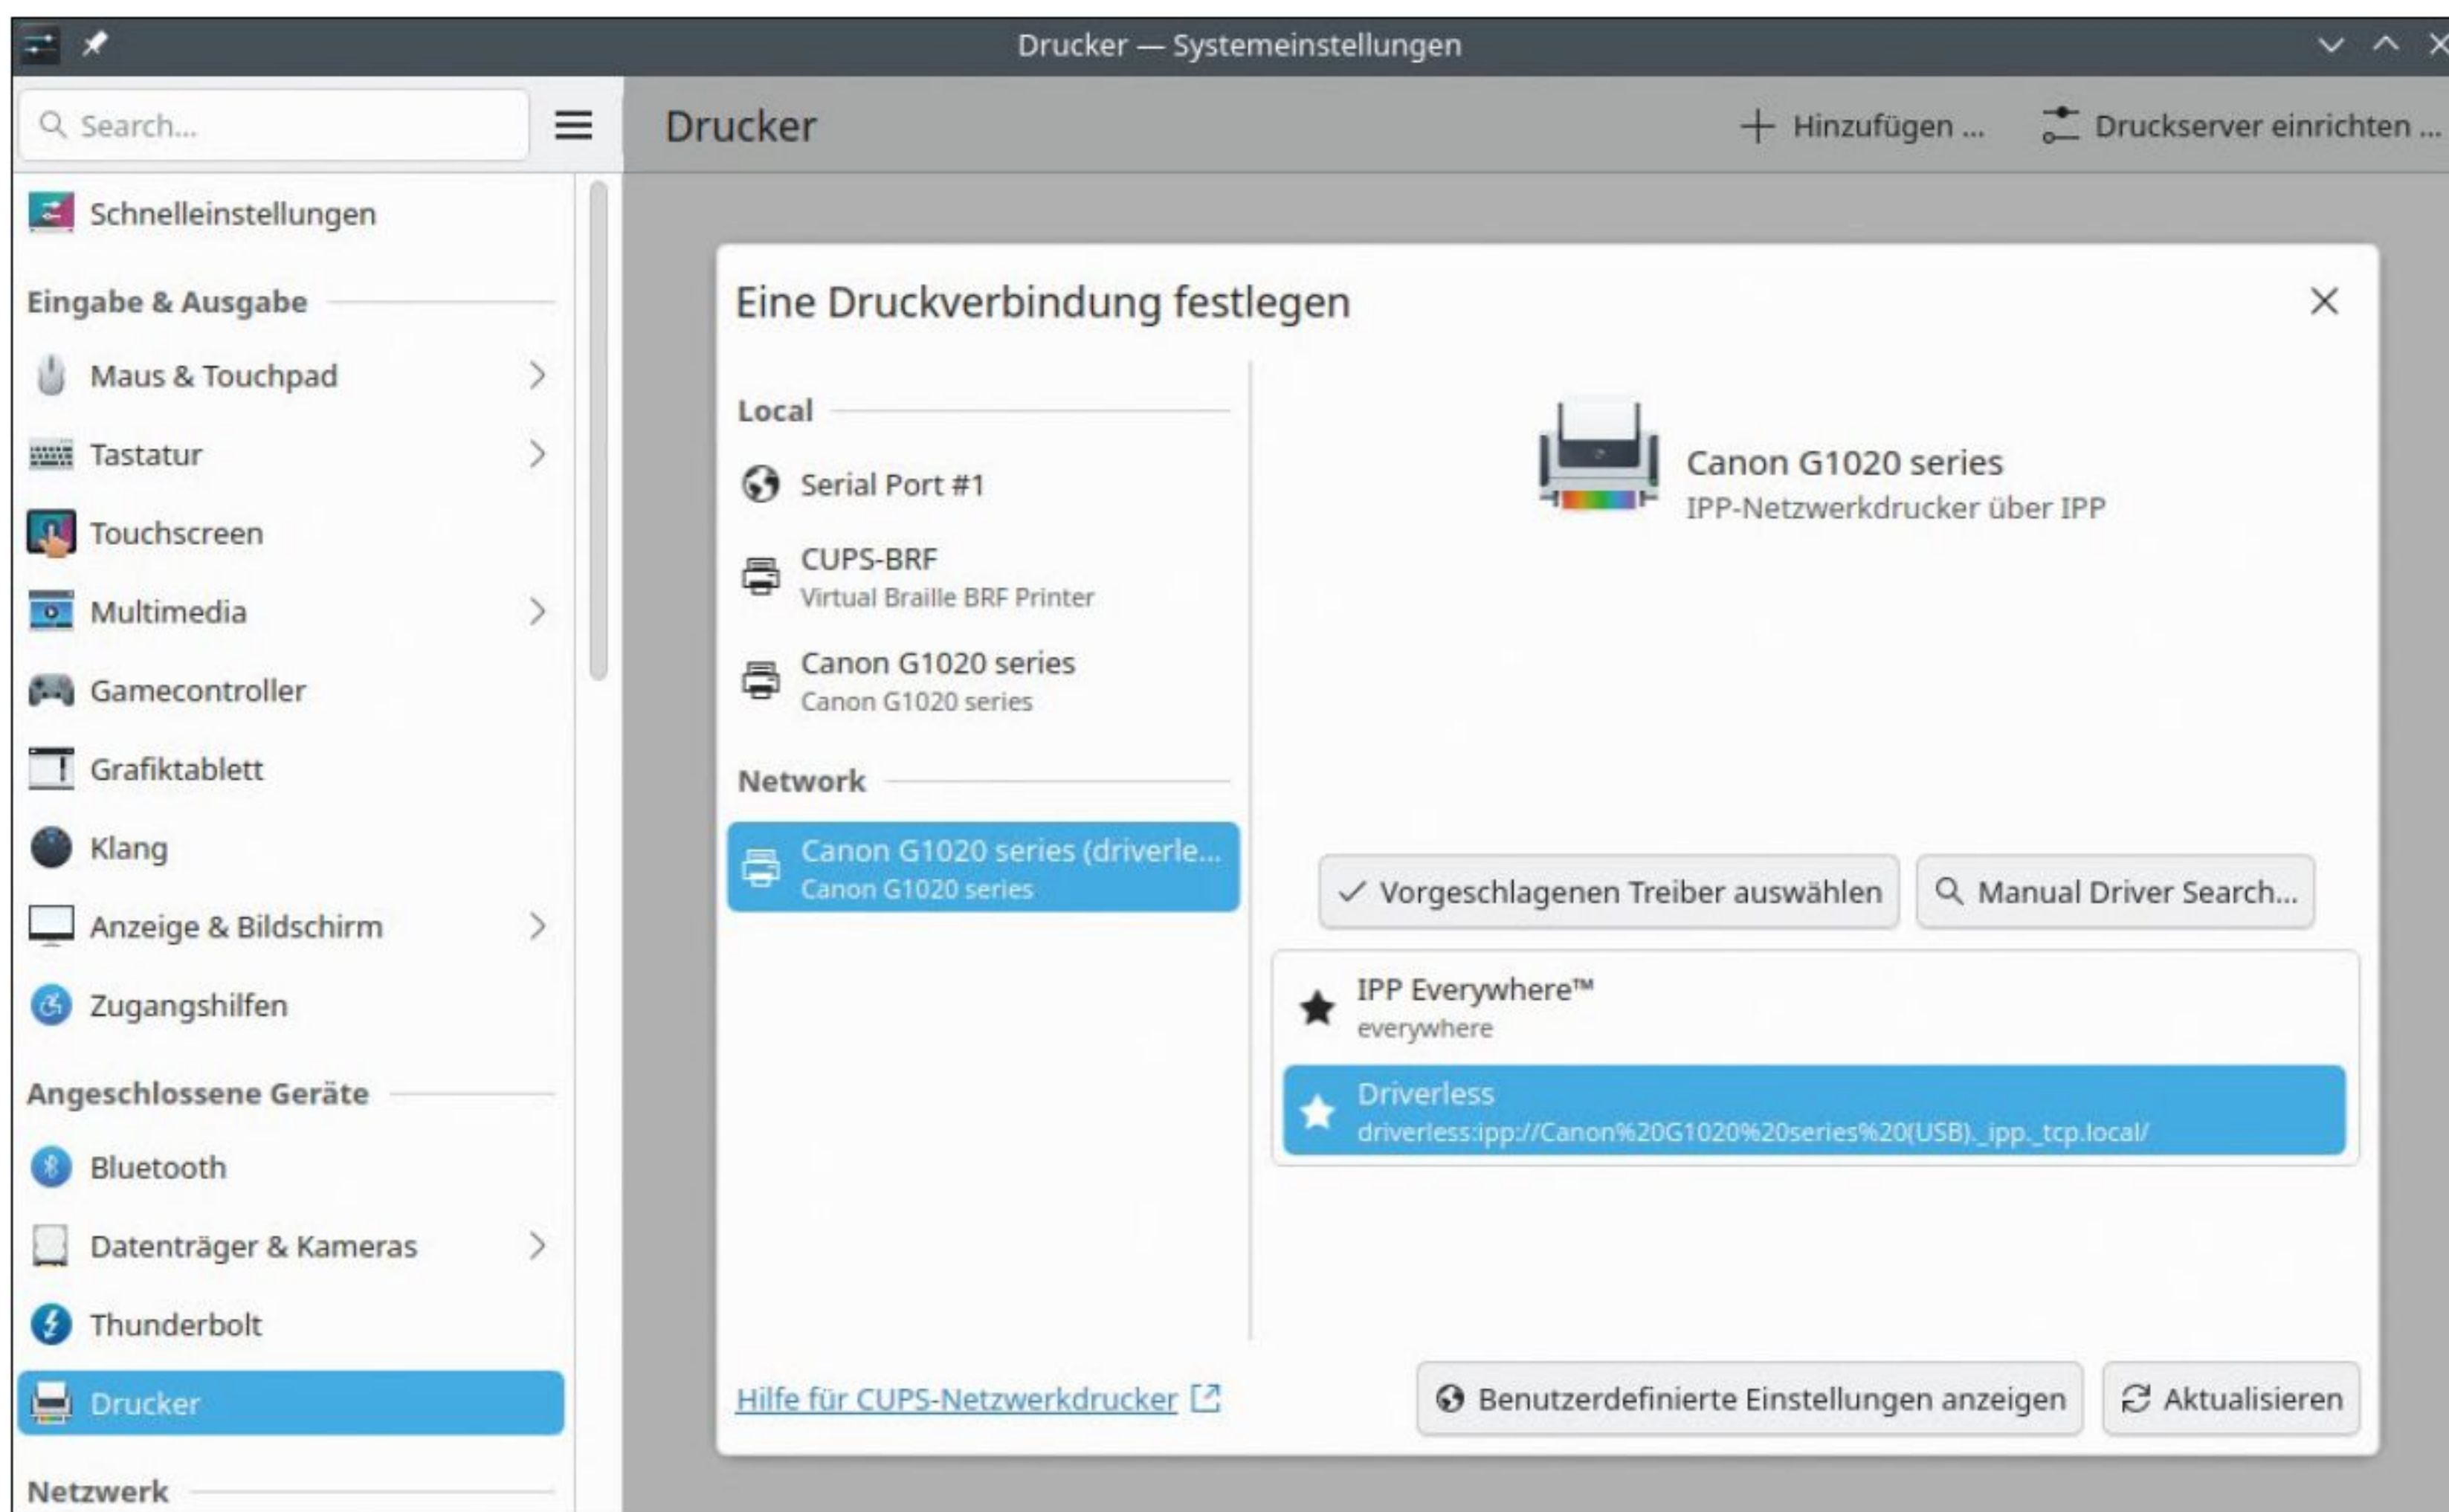 Drucker — Systemeinstellungen
Search...
Drucker
Hinzufügen ...
Druckserver einrichten ...
Schnelleinstellungen
Eingabe & Ausgabe
Maus & Touchpad
Tastatur
Touchscreen
Multimedia
Gamecontroller
Grafiktablett
Klang
Anzeige & Bildschirm
Zugangshilfen
Angeschlossene Geräte
Bluetooth
Datenträger & Kameras
Thunderbolt
Drucker
Netzwerk
Eine Druckverbindung festlegen
Local
Serial Port #1
CUPS-BRF
Virtual Braille BRF Printer
Canon G1020 series
Canon G1020 series
Network
Canon G1020 series (driverle...
Canon G1020 series
Canon G1020 series
IPP-Netzwerkdrucker über IPP
Vorgeschlagenen Treiber auswählen
Manual Driver Search...
IPP Everywhere™
everywhere
Driverless
driverless:ipp://Canon%20G1020%20series%20(USB)._ipp._tcp.local/
Hilfe für CUPS-Netzwerkdrucker
Benutzerdefinierte Einstellungen anzeigen
Aktualisieren